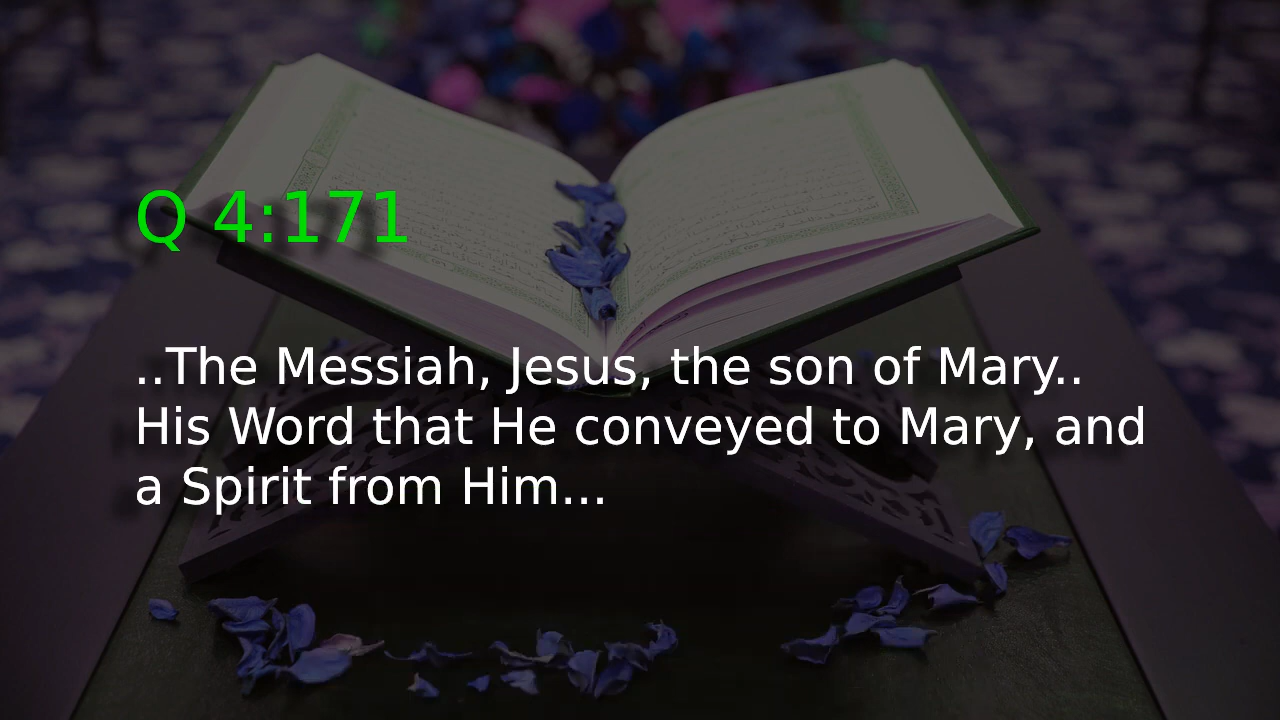 Q 4:171
..The Messiah, Jesus, the son of Mary..
His Word that He conveyed to Mary, and
a Spirit from Him...